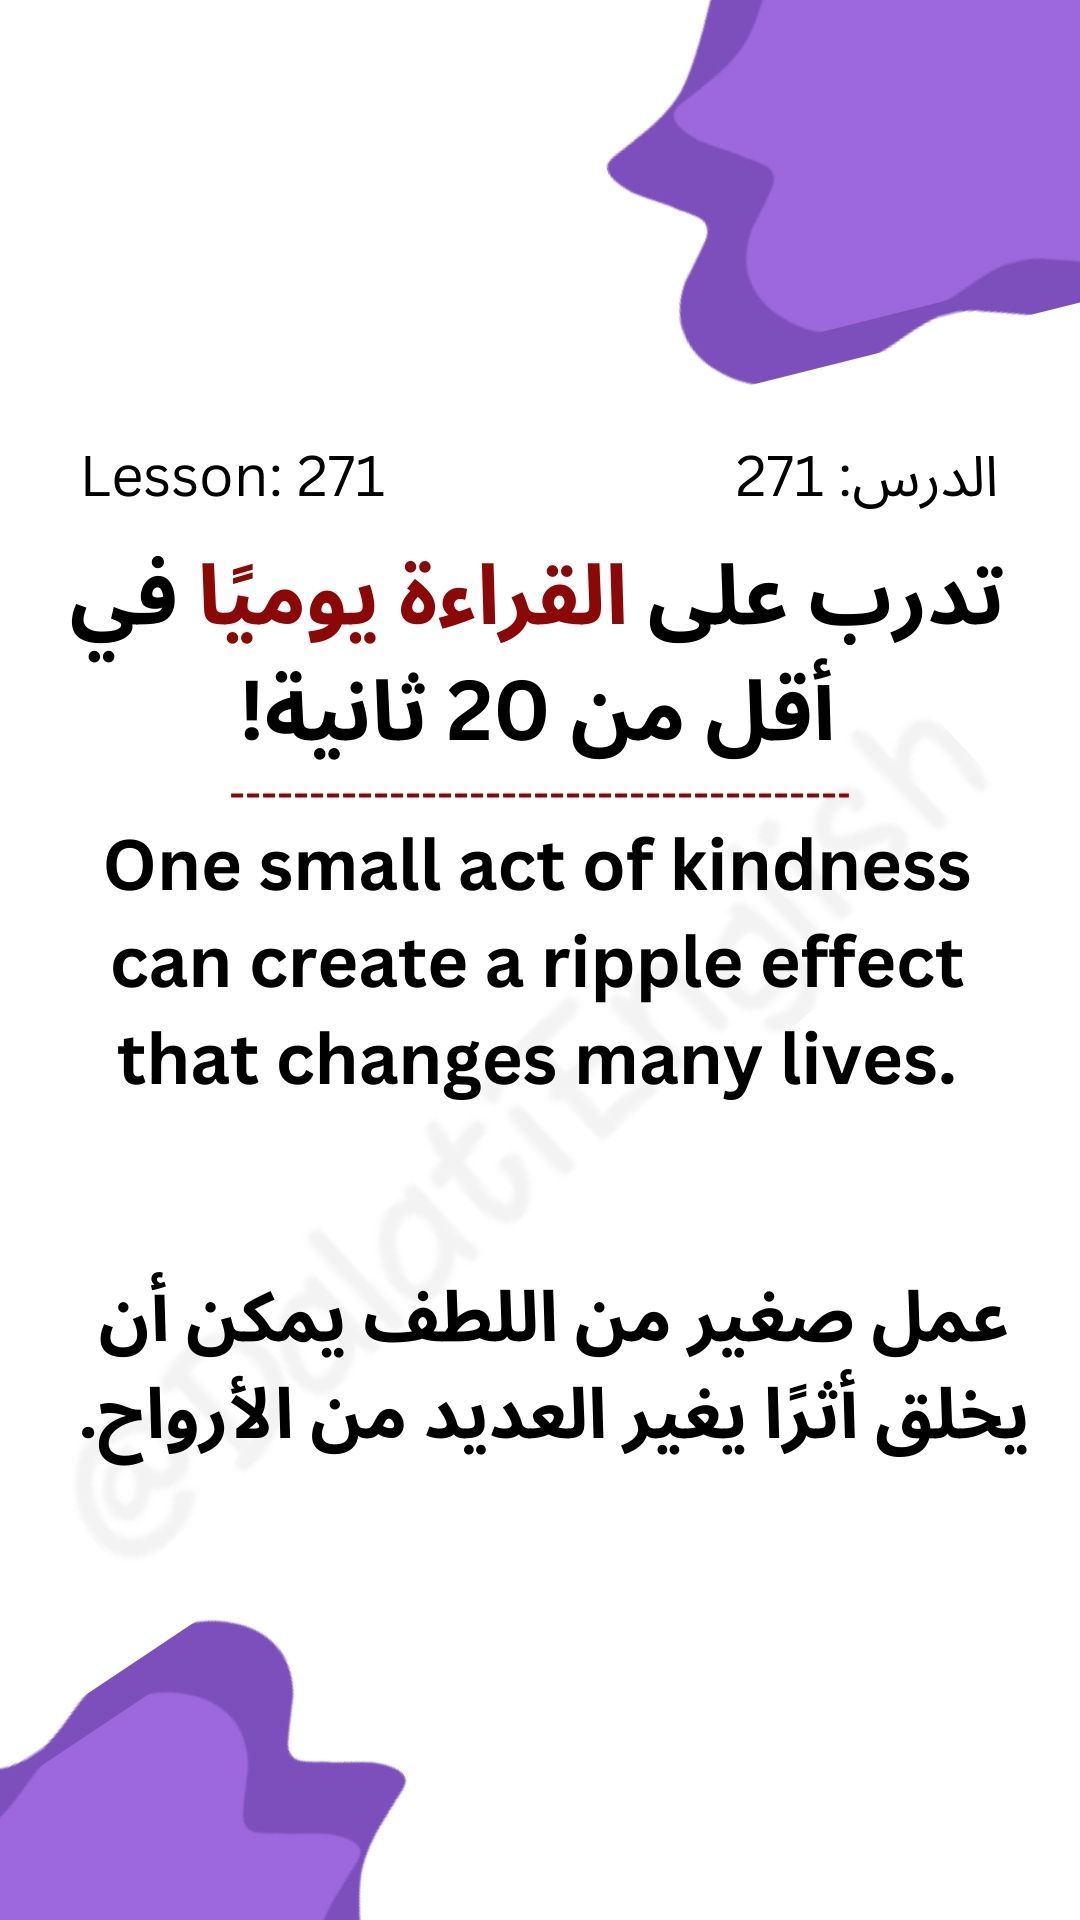 Lesson: 271
الدرس: 271
تدرب على القراءة يوميًا في
أقل من 20 ثانية!
---------------------------------------
One small act of kindness
can create a ripple effect
that changes many lives.
عمل صغير من اللطف يمكن أن
يخلق أثرًا يغير العديد من الأرواح.
@DalatiEnglish